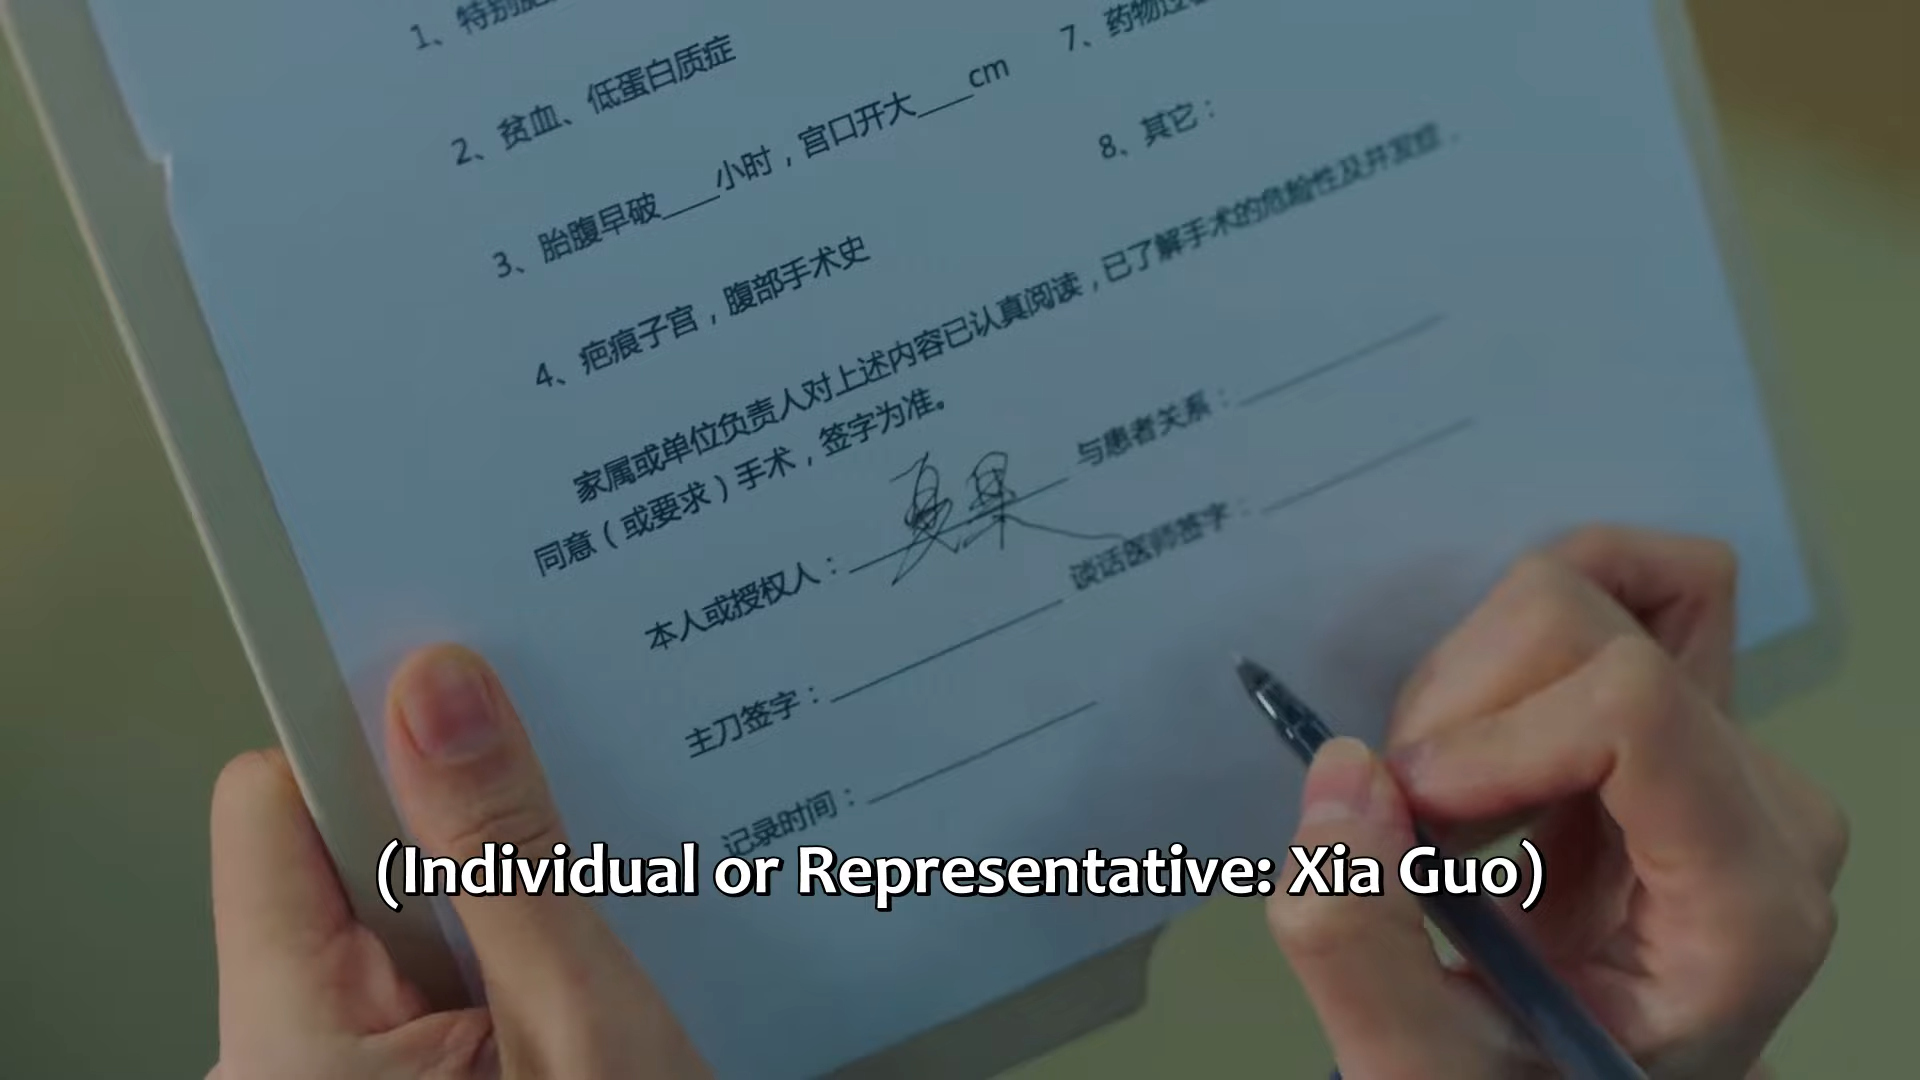 1、特别
7、药物过
2、贫血、低蛋白质症
3、胎腹早破___小时，宫口开大___cm
8、其它：
4、疤痕子宫，腹部手术史
家属或单位负责人对上述内容已认真阅读，已了解手术的危险性及并发症，
同意（或要求）手术，签字为准。
本人或授权人：夏果 与患者关系：
主刀签字： 谈话医师签字：
记录时间：
(Individual or Representative: Xia Guo)